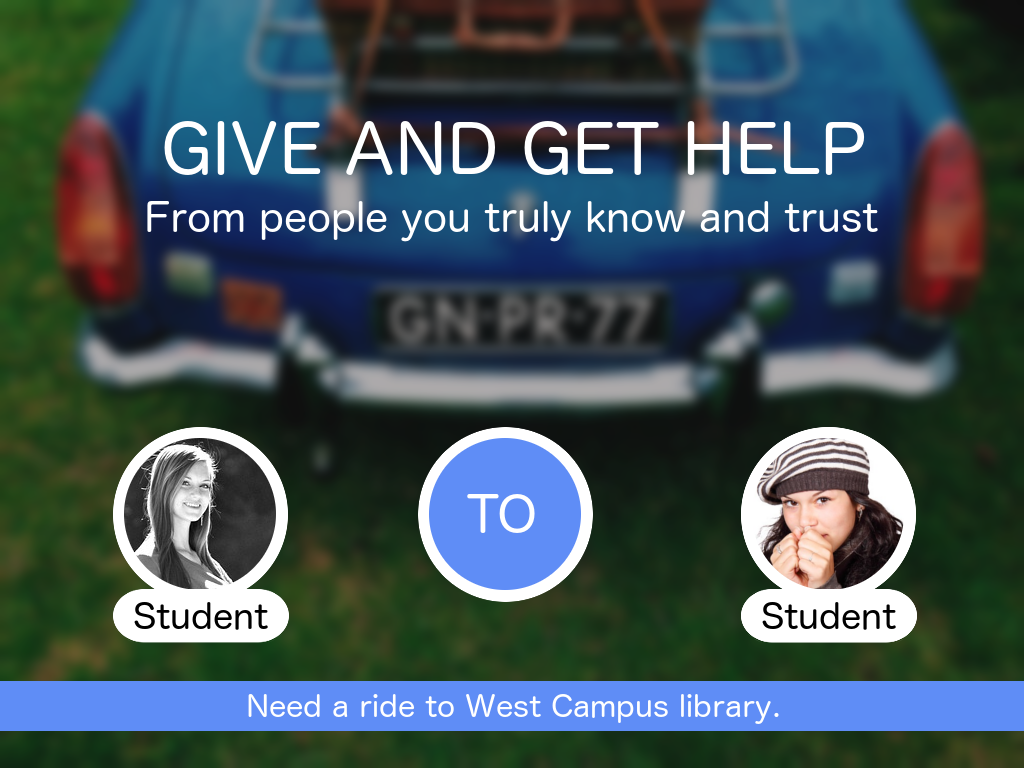 GIVE AND GET HELP
From people you truly know and trust
GN-PR-77
TO
Student
Student
Need a ride to West Campus library.